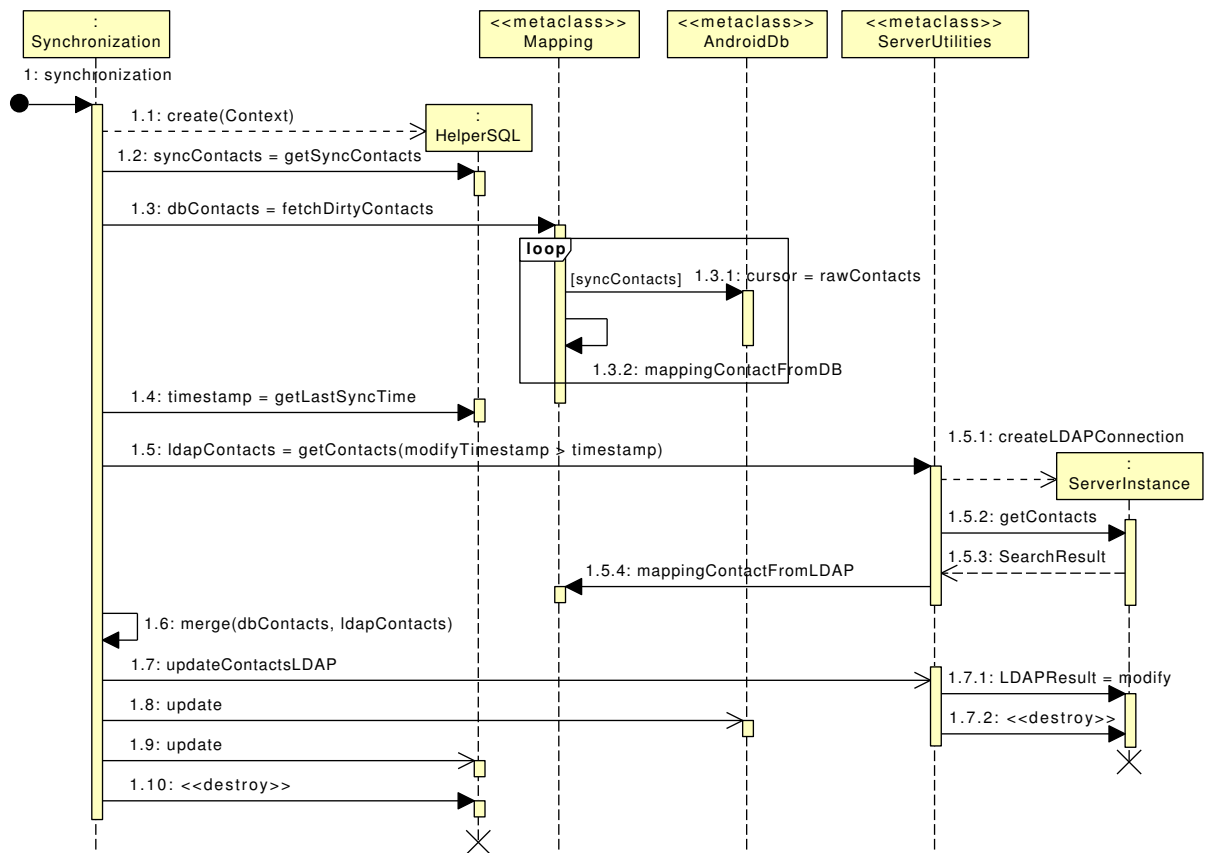 :
Synchronization
<<metaclass>>
Mapping
<<metaclass>>
AndroidDb
<<metaclass>>
ServerUtilities
1: synchronization
1.1: create(Context)
:
HelperSQL
1.2: syncContacts = getSyncContacts
1.3: dbContacts = fetchDirtyContacts
loop
[syncContacts]
1.3.1: cursor = rawContacts
1.3.2: mappingContactFromDB
1.4: timestamp = getLastSyncTime
1.5: ldapContacts = getContacts(modifyTimestamp > timestamp)
1.5.1: createLDAPConnection
:
ServerInstance
1.5.2: getContacts
1.5.3: SearchResult
1.5.4: mappingContactFromLDAP
1.6: merge(dbContacts, ldapContacts)
1.7: updateContactsLDAP
1.7.1: LDAPResult = modify
1.8: update
1.7.2: <<destroy>>
1.9: update
1.10: <<destroy>>